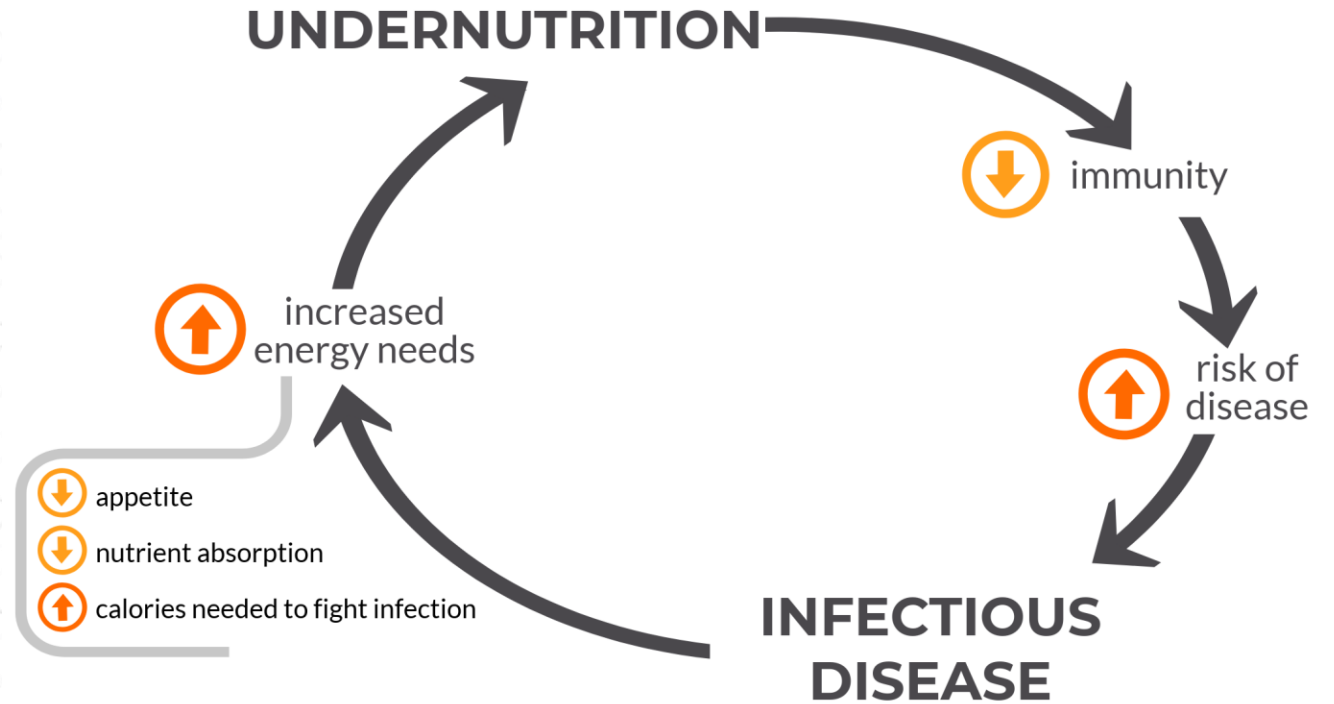 UNDERNUTRITION
immunity
risk of
disease
INFECTIOUS
DISEASE
increased
energy needs
appetite
nutrient absorption
calories needed to fight infection